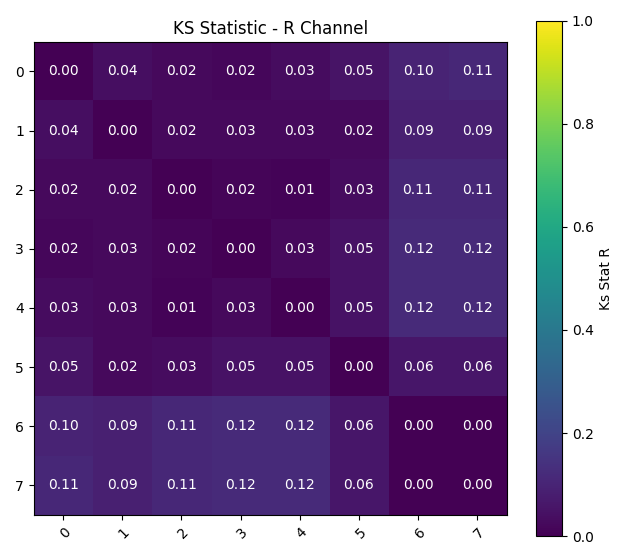 KS Statistic - R Channel
0 0.00 0.04 0.02 0.02 0.03 0.05 0.10 0.11
1 0.04 0.00 0.02 0.03 0.03 0.02 0.09 0.09
2 0.02 0.02 0.00 0.02 0.01 0.03 0.11 0.11
3 0.02 0.03 0.02 0.00 0.03 0.05 0.12 0.12
4 0.03 0.03 0.01 0.03 0.00 0.05 0.12 0.12
5 0.05 0.02 0.03 0.05 0.05 0.00 0.06 0.06
6 0.10 0.09 0.11 0.12 0.12 0.06 0.00 0.00
7 0.11 0.09 0.11 0.12 0.12 0.06 0.00 0.00
0 1 2 3 4 5 6 7
1.0
0.8
0.6
0.4
0.2
0.0
Ks Stat R